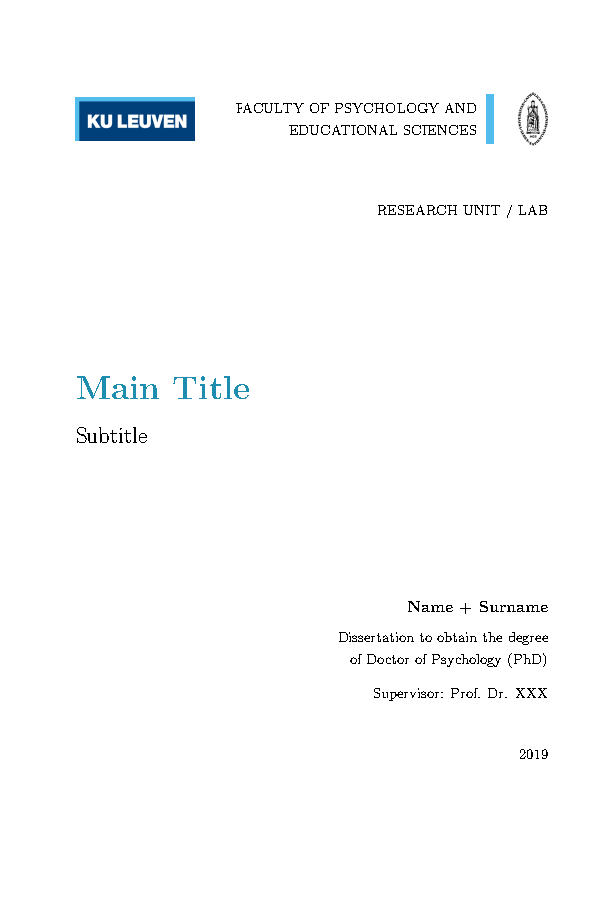 KU LEUVEN
FACULTY OF PSYCHOLOGY AND
EDUCATIONAL SCIENCES
RESEARCH UNIT / LAB
Main Title
Subtitle
Name + Surname
Dissertation to obtain the degree
of Doctor of Psychology (PhD)
Supervisor: Prof. Dr. XXX
2019